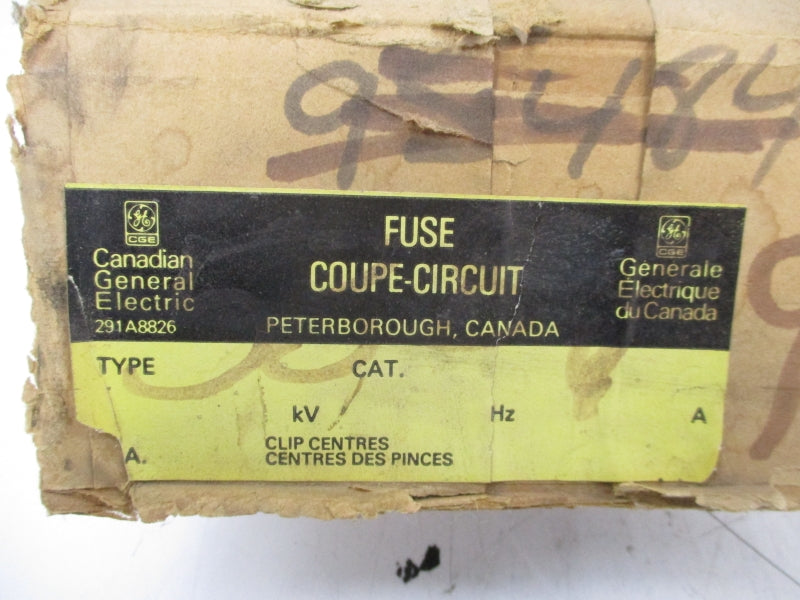 95484
CGE
Canadian
General
Electric
291A8826
FUSE
COUPE-CIRCUIT
PETERBOROUGH, CANADA
CGE
Générale
Électrique
du Canada
TYPE CAT.
kV Hz A
A. CLIP CENTRES
CENTRES DES PINCES